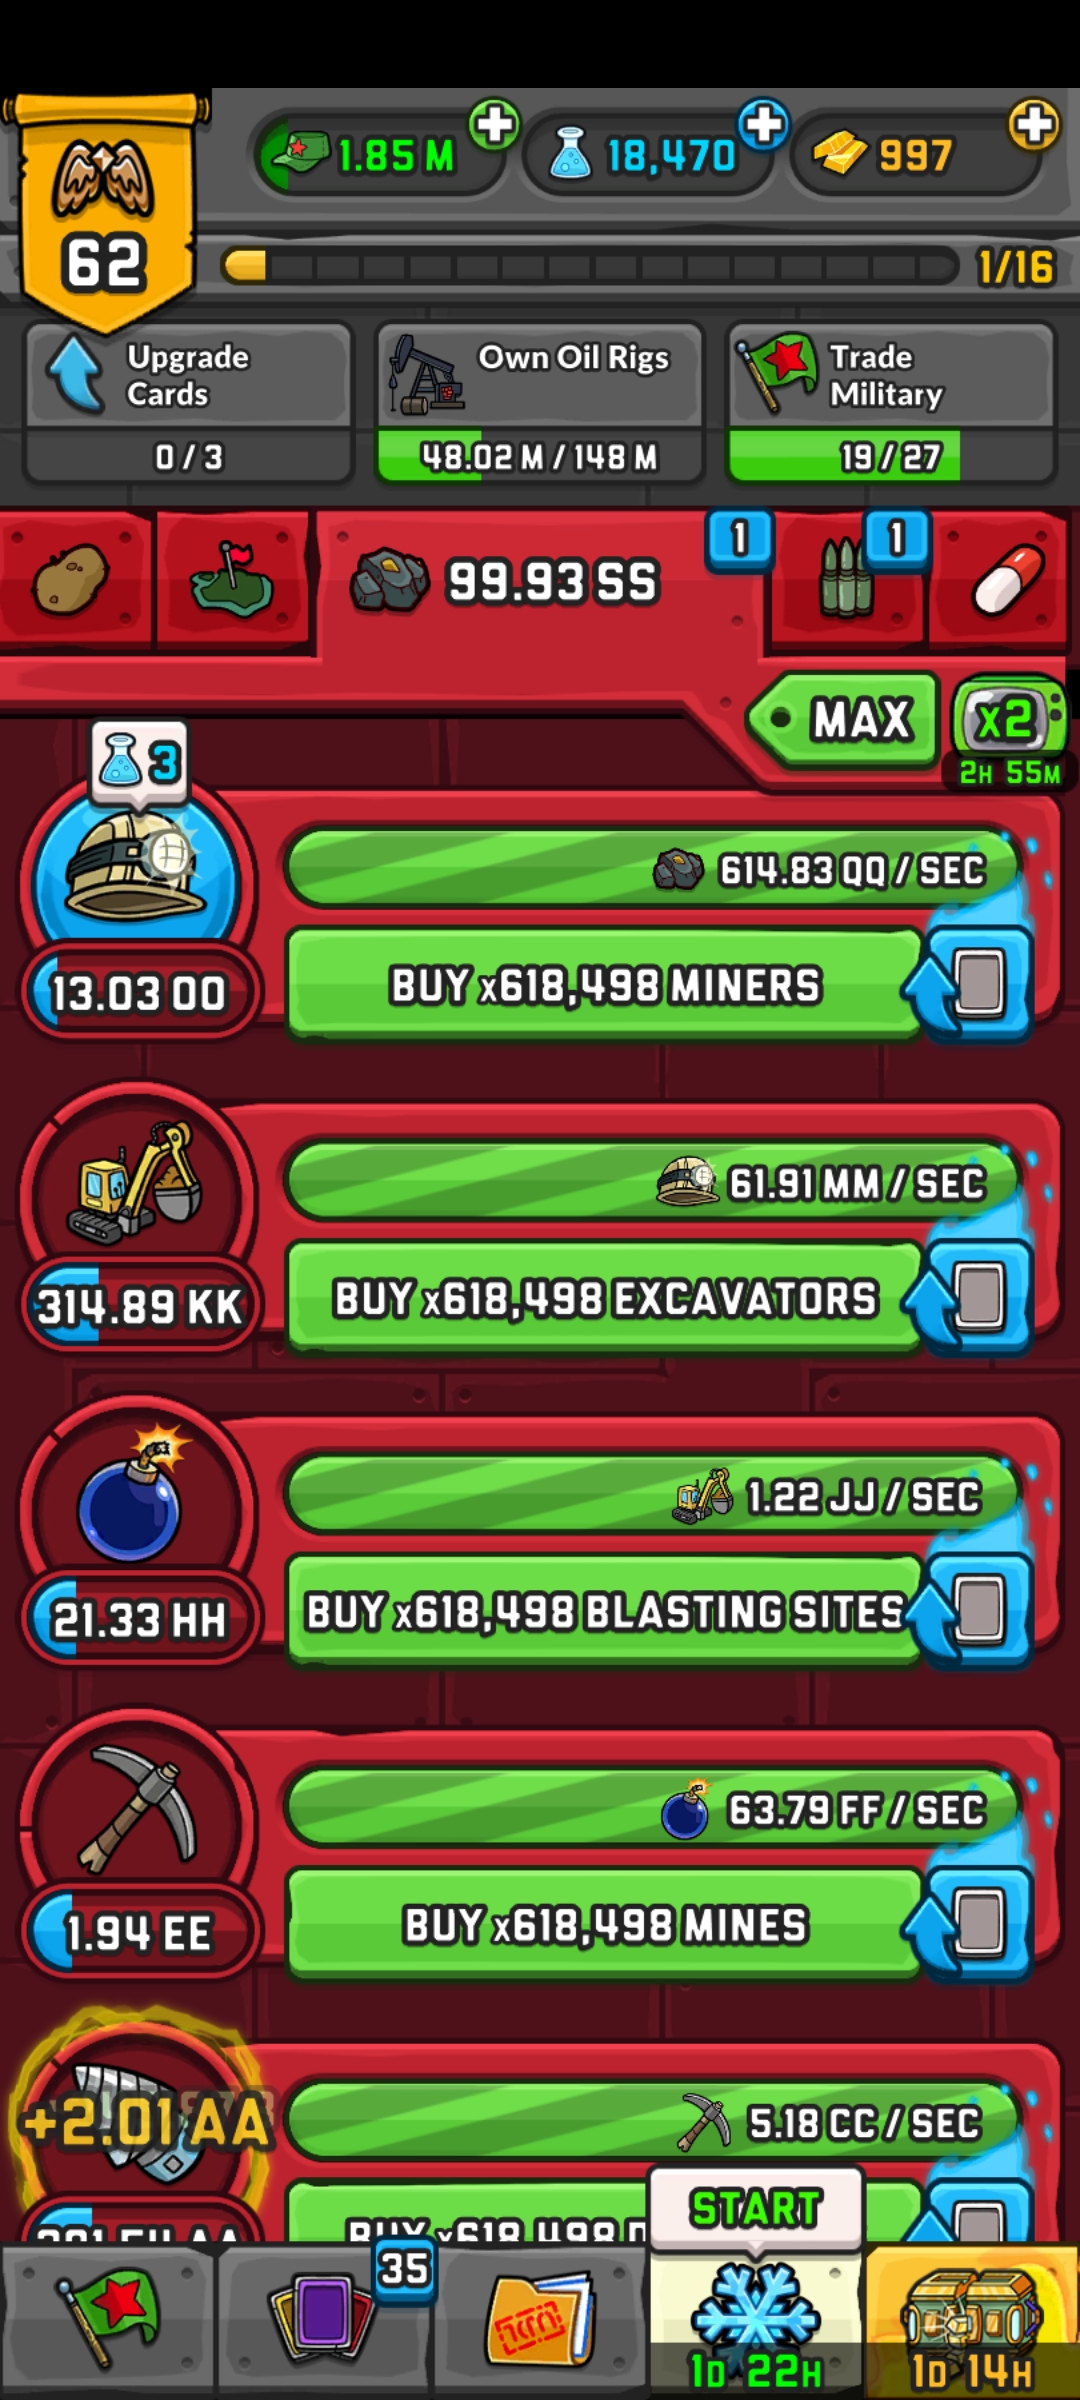 1.85 M
18,470
997
62
1/16
Upgrade
Cards
0 / 3
Own Oil Rigs
48.02 M / 148 M
Trade
Military
19 / 27
99.93 SS
1
1
MAX
x2
2H 55M
3
614.83 QQ / SEC
13.03 OO
BUY x618,498 MINERS
61.91 MM / SEC
314.89 KK
BUY x618,498 EXCAVATORS
1.22 JJ / SEC
21.33 HH
BUY x618,498 BLASTING SITES
63.79 FF / SEC
1.94 EE
BUY x618,498 MINES
+2.01 AA
5.18 CC / SEC
BUY x618,498
START
35
1D 22H
1D 14H